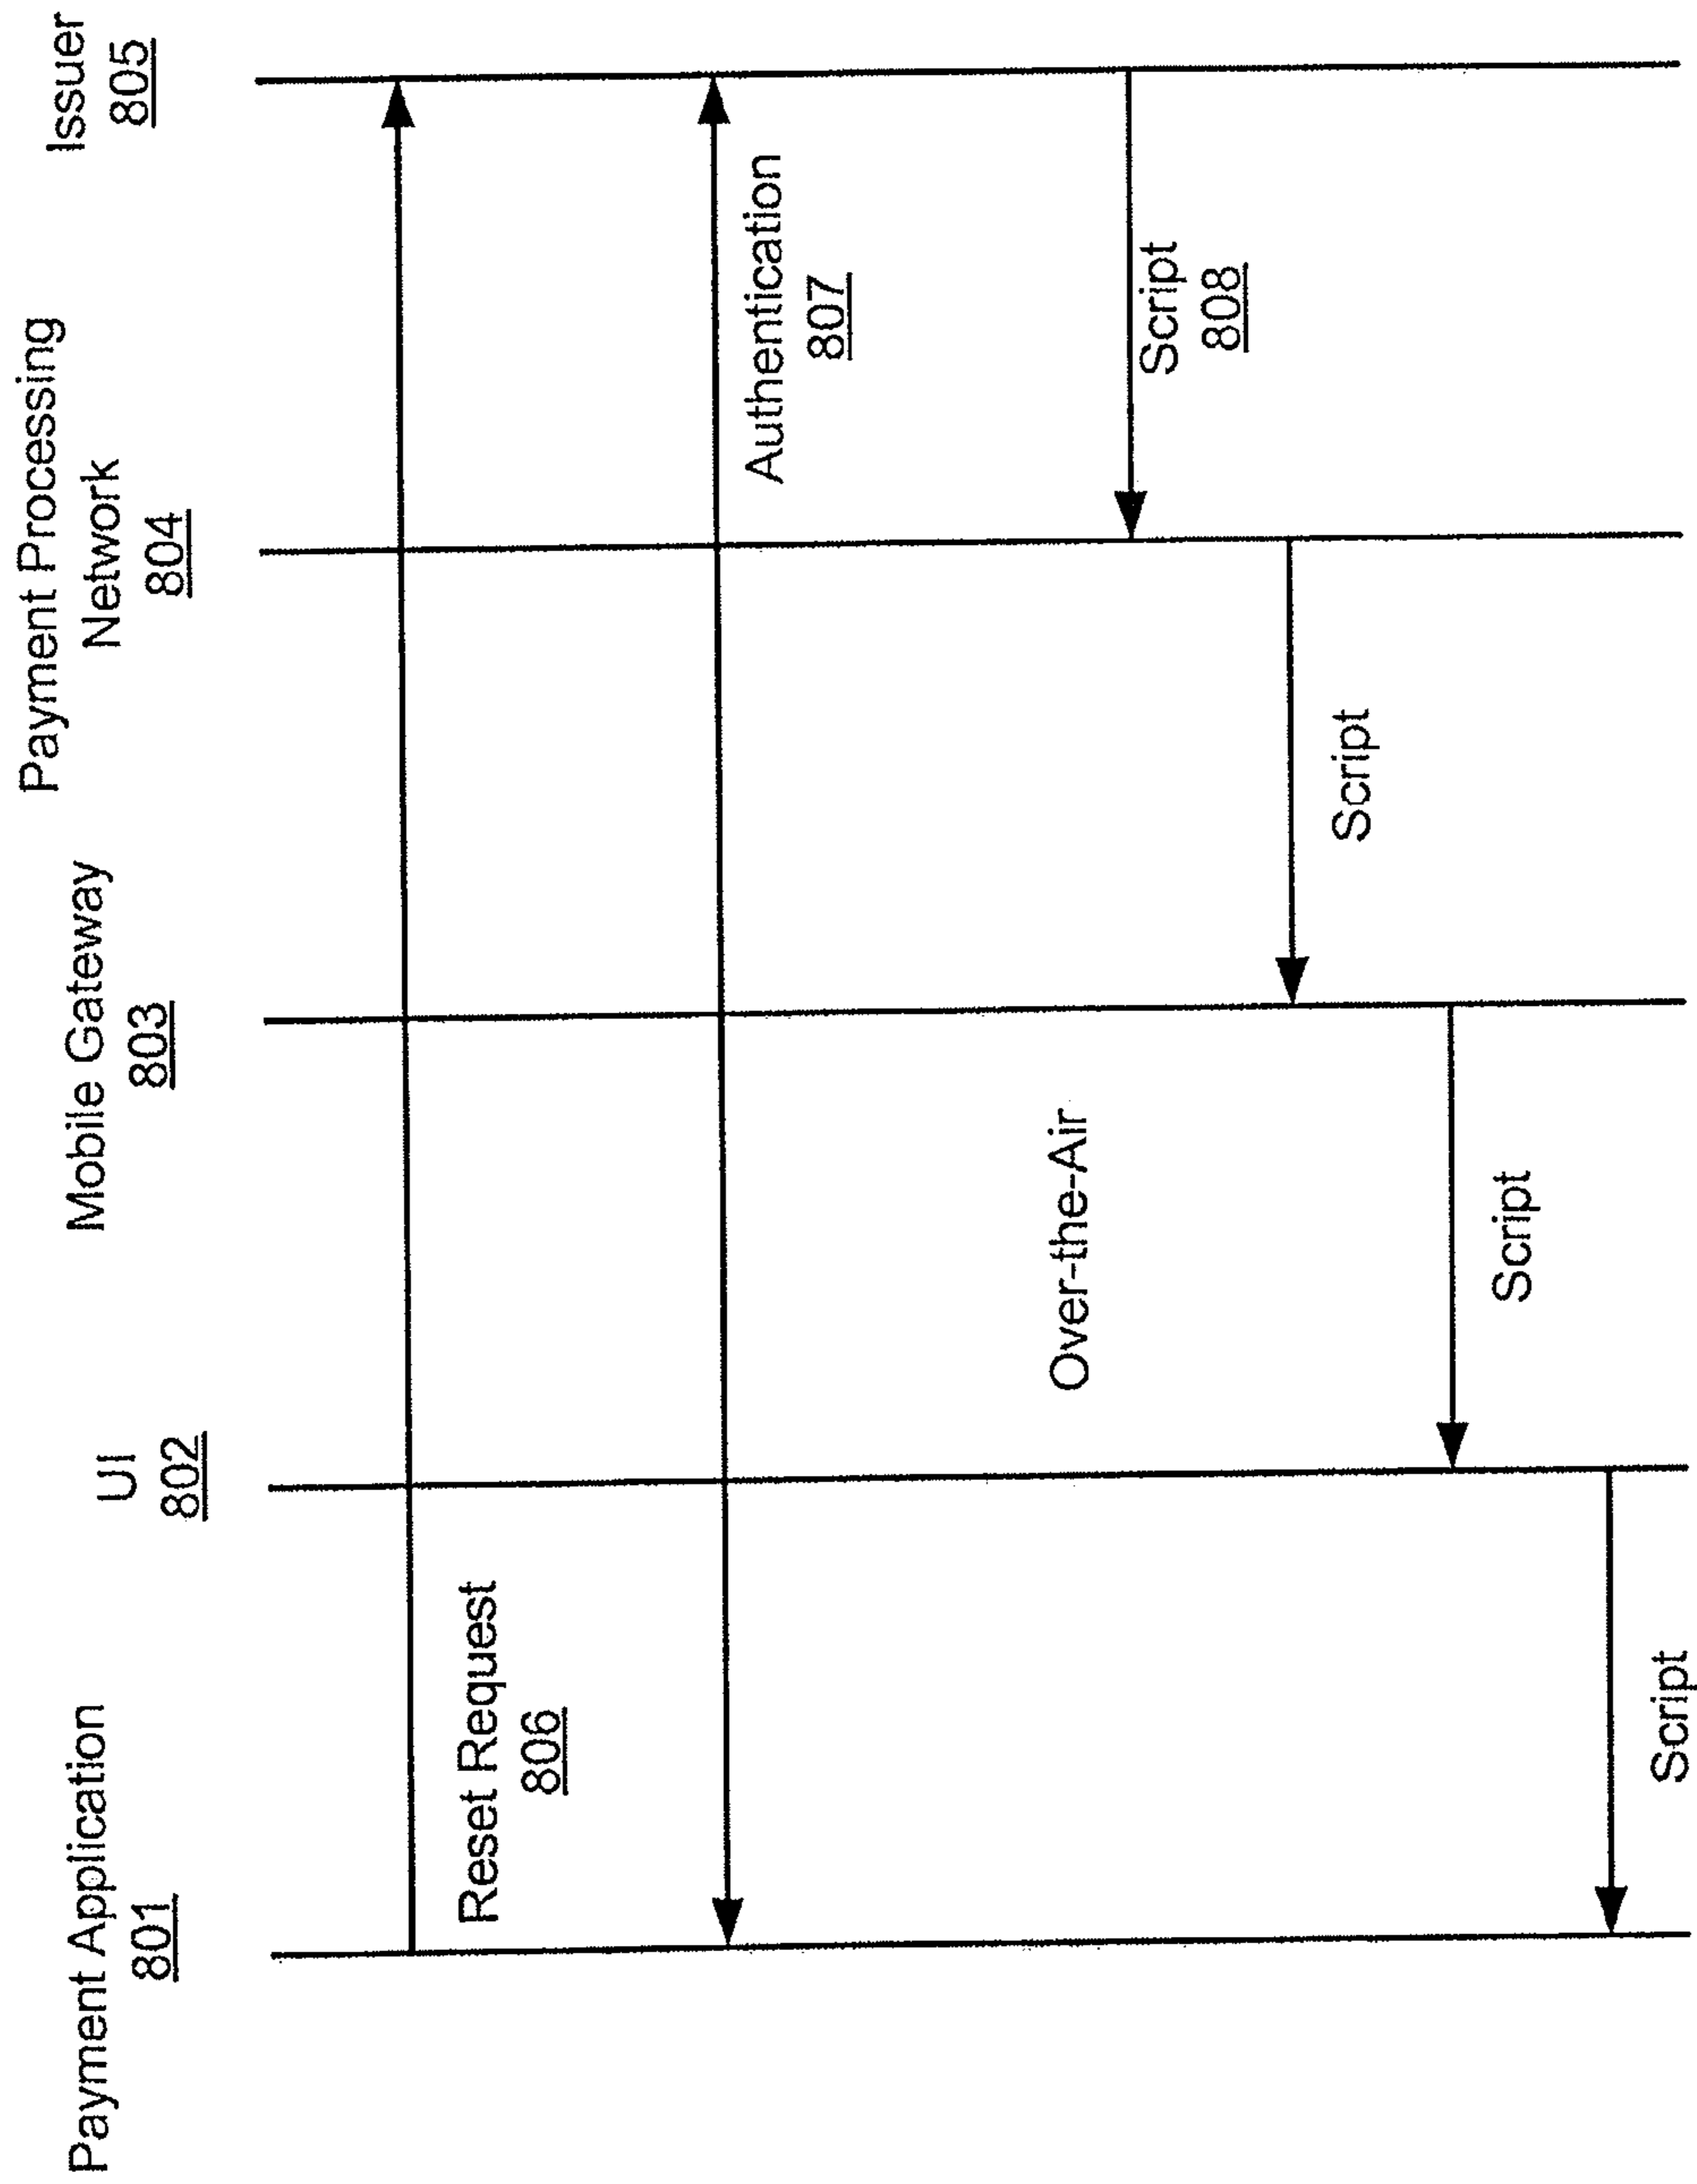 Payment Application
801
UI
802
Mobile Gateway
803
Payment Processing
Network
804
Issuer
805
Reset Request
806
Authentication
807
Over-the-Air
Script
808
Script
Script
Script